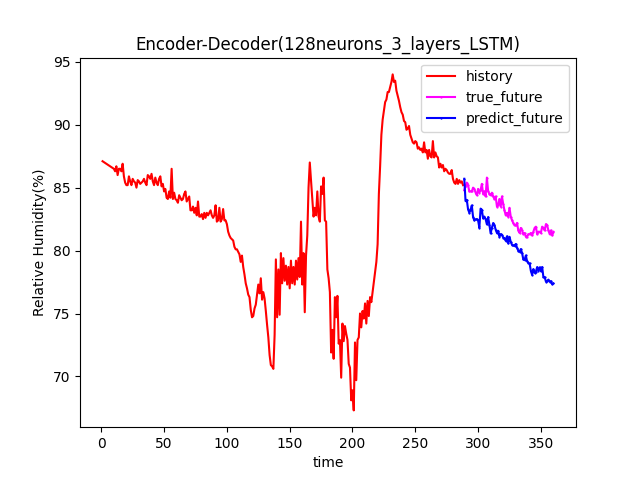 Encoder-Decoder(128neurons_3_layers_LSTM)
history
true_future
predict_future
Relative Humidity(%)
95
90
85
80
75
70
0
50
100
150
200
250
300
350
time